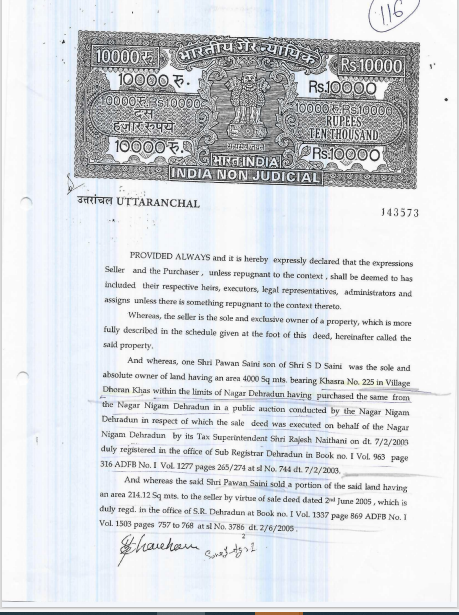 116
भारतीय गैर न्यायिक
10000रु. Rs.10000
10000 रु. Rs.10000
दस RUPEES
हजार रुपये TEN THOUSAND
10000 रु. Rs.10000
भारत INDIA
INDIA NON JUDICIAL
उत्तरांचल UTTARANCHAL
143573
PROVIDED ALWAYS and it is hereby expressly declared that the expressions
Seller and the Purchaser , unless repugnant to the context , shall be deemed to has
included their respective heirs, executors, legal representatives, administrators and
assigns unless there is something repugnant to the context thereto.
Whereas, the seller is the sole and exclusive owner of a property, which is more
fully described in the schedule given at the foot of this deed, hereinafter called the
said property.
And whereas, one Shri Pawan Saini son of Shri S D Saini was the sole and
absolute owner of land having an area 4000 Sq mts. bearing Khasra No. 225 in Village
Dhoran Khas within the limits of Nagar Dehradun having purchased the same from
the Nagar Nigam Dehradun in a public auction conducted by the Nagar Nigam
Dehradun in respect of which the sale deed was executed on behalf of the Nagar
Nigam Dehradun by its Tax Superintendent Shri Rajesh Naithani on dt. 7/2/2003
duly registered in the office of Sub Registrar Dehradun in Book no. I Vol. 963 page
316 ADFB No. I Vol. 1277 pages 265/274 at sl No. 744 dt. 7/2/2003.
And whereas the said Shri Pawan Saini sold a portion of the said land having
an area 214.12 Sq mts. to the seller by virtue of sale deed dated 2nd June 2005 , which is
duly regd. in the office of S.R. Dehradun at Book no. I Vol. 1337 page 869 ADFB No. I
Vol. 1503 pages 757 to 768 at sl No. 3786 dt. 2/6/2005 .
2